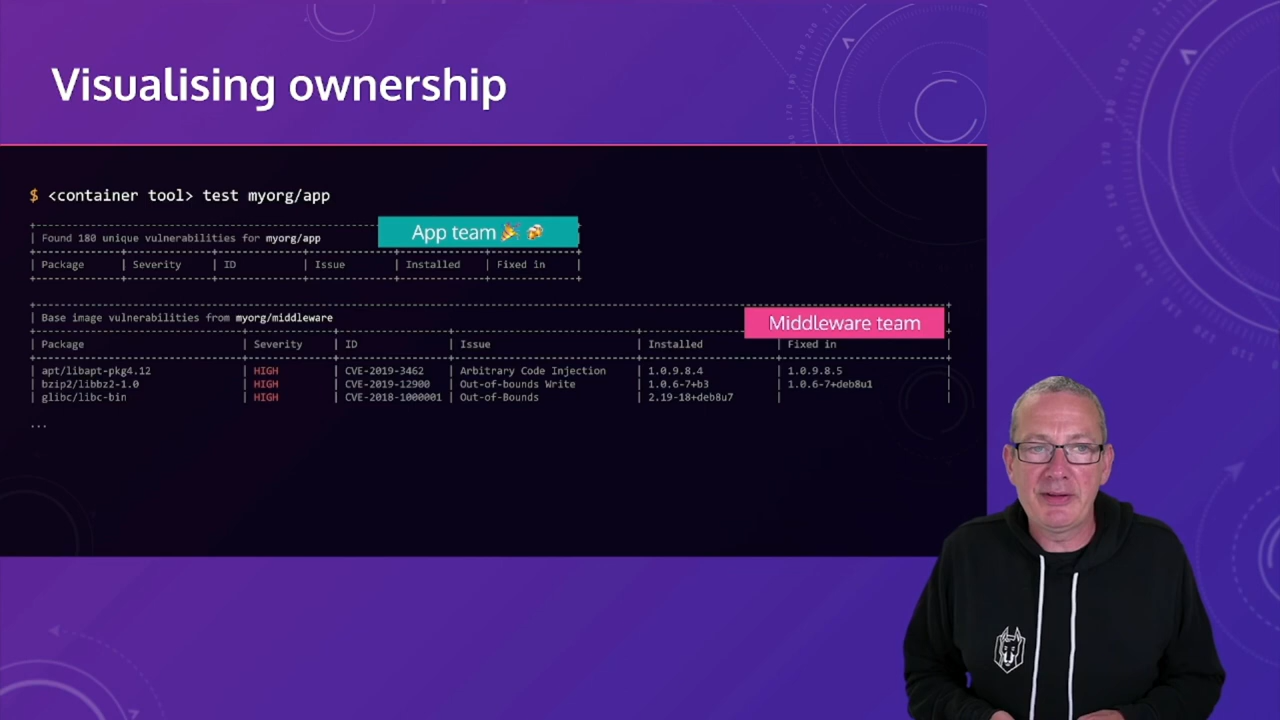 Visualising ownership
$ <container tool> test myorg/app
Found 180 unique vulnerabilities for myorg/app
App team 🎉 🍻
Package | Severity | ID | Issue | Installed | Fixed in
Base image vulnerabilities from myorg/middleware
Middleware team
Package | Severity | ID | Issue | Installed | Fixed in
apt/libapt-pkg4.12 | HIGH | CVE-2019-3462 | Arbitrary Code Injection | 1.0.9.8.4 | 1.0.9.8.5
bzip2/libbz2-1.0 | HIGH | CVE-2019-12900 | Out-of-bounds Write | 1.0.6-7+b3 | 1.0.6-7+deb8u1
glibc/libc-bin | HIGH | CVE-2018-1000001 | Out-of-Bounds | 2.19-18+deb8u7 |
...